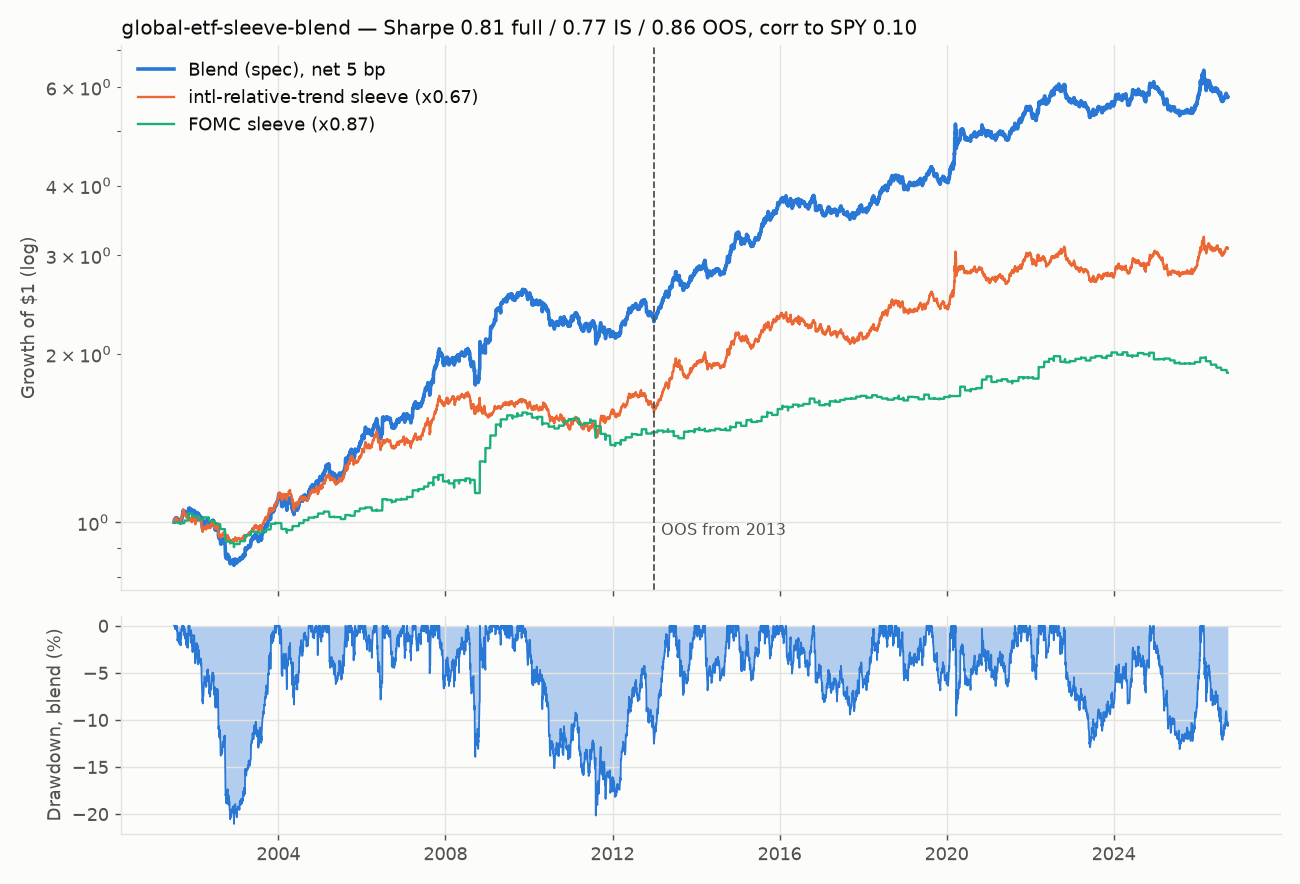 global-etf-sleeve-blend — Sharpe 0.81 full / 0.77 IS / 0.86 OOS, corr to SPY 0.10
Blend (spec), net 5 bp
intl-relative-trend sleeve (x0.67)
FOMC sleeve (x0.87)
Growth of $1 (log)
6 × 10⁰
4 × 10⁰
3 × 10⁰
2 × 10⁰
10⁰
OOS from 2013
Drawdown, blend (%)
0
−5
−10
−15
−20
2004 2008 2012 2016 2020 2024